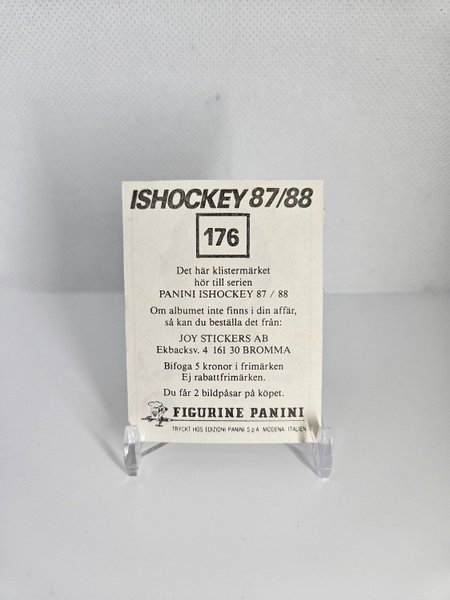 ISHOCKEY 87/88
176
Det här klistermärket
hör till serien
PANINI ISHOCKEY 87 / 88
Om albumet inte finns i din affär,
så kan du beställa det från:
JOY STICKERS AB
Ekbacksv. 4 161 30 BROMMA
Bifoga 5 kronor i frimärken
Ej rabattfrimärken.
Du får 2 bildpåsar på köpet.
FIGURINE PANINI
TRYCKT HOS EDIZIONI PANINI S.p.A. MODENA, ITALIEN